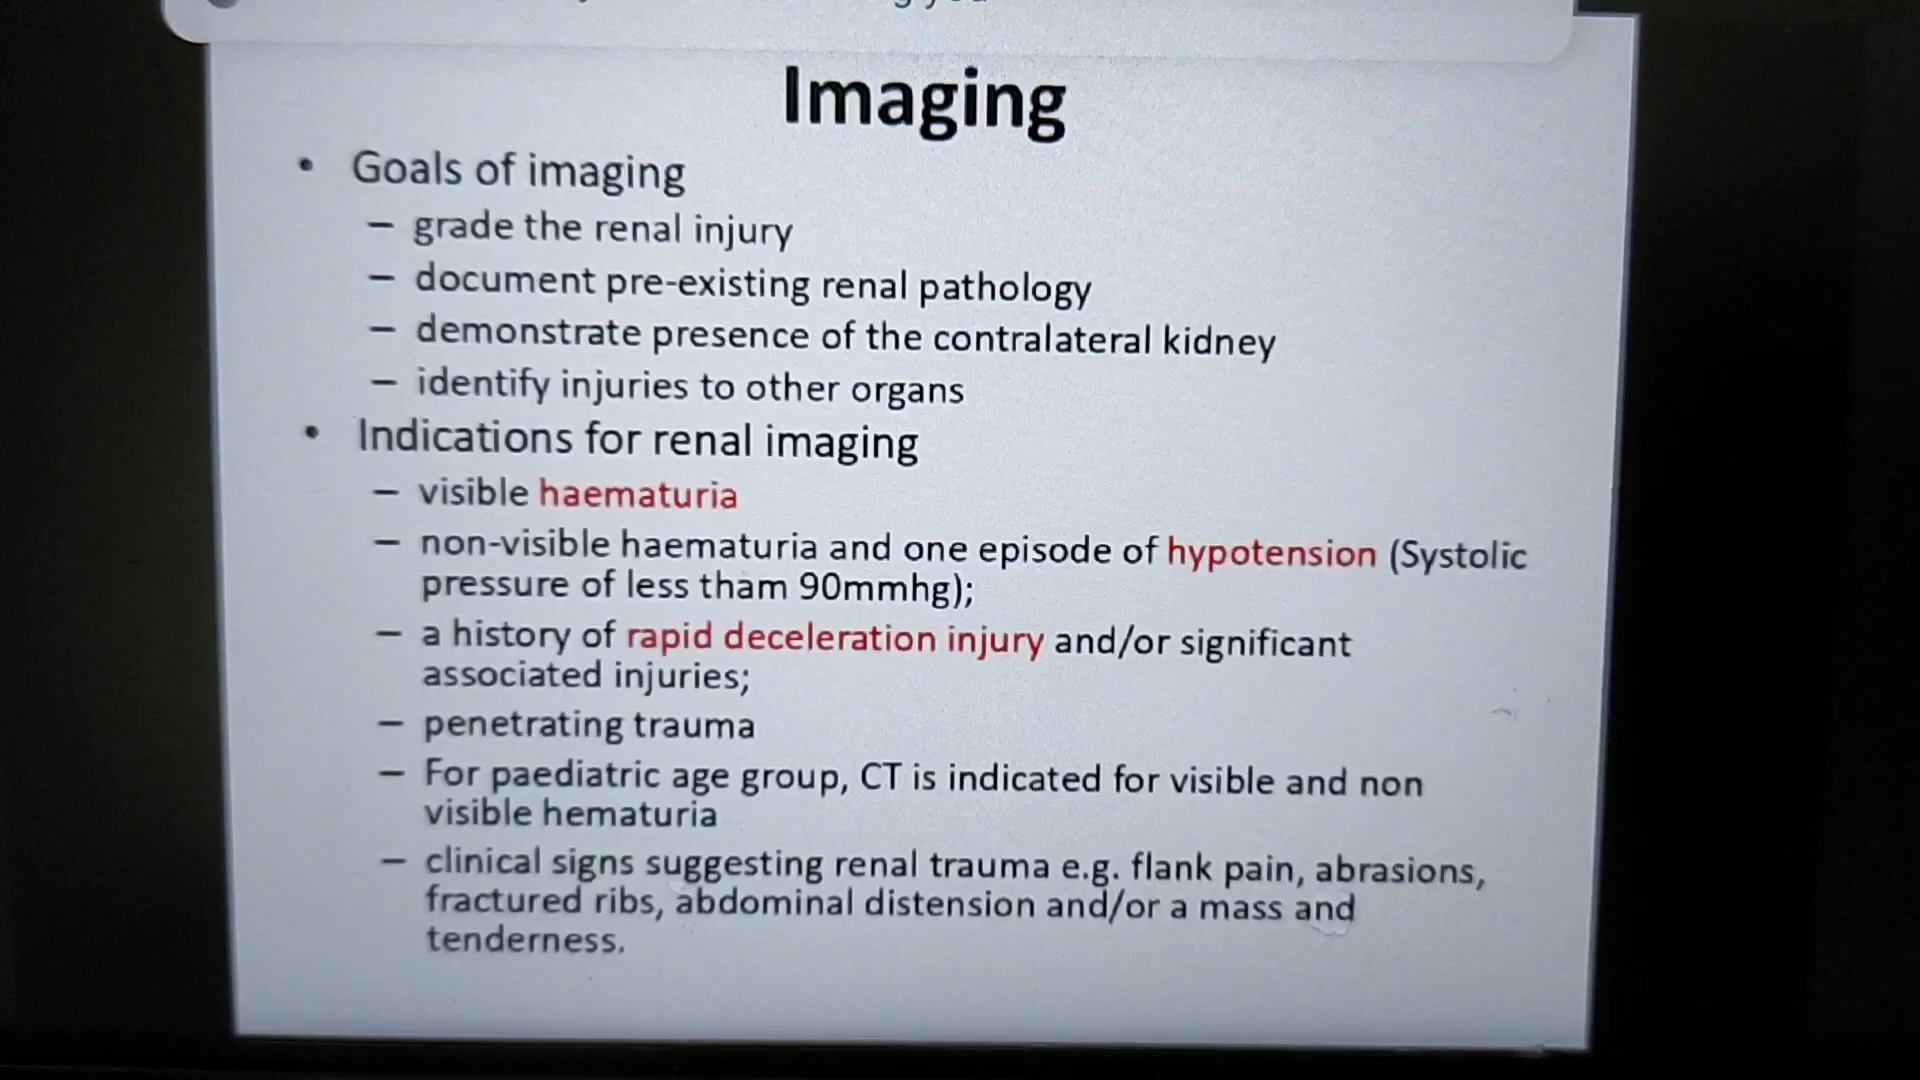 Imaging
• Goals of imaging
– grade the renal injury
– document pre-existing renal pathology
– demonstrate presence of the contralateral kidney
– identify injuries to other organs
• Indications for renal imaging
– visible haematuria
– non-visible haematuria and one episode of hypotension (Systolic
pressure of less tham 90mmhg);
– a history of rapid deceleration injury and/or significant
associated injuries;
– penetrating trauma
– For paediatric age group, CT is indicated for visible and non
visible hematuria
– clinical signs suggesting renal trauma e.g. flank pain, abrasions,
fractured ribs, abdominal distension and/or a mass and
tenderness.